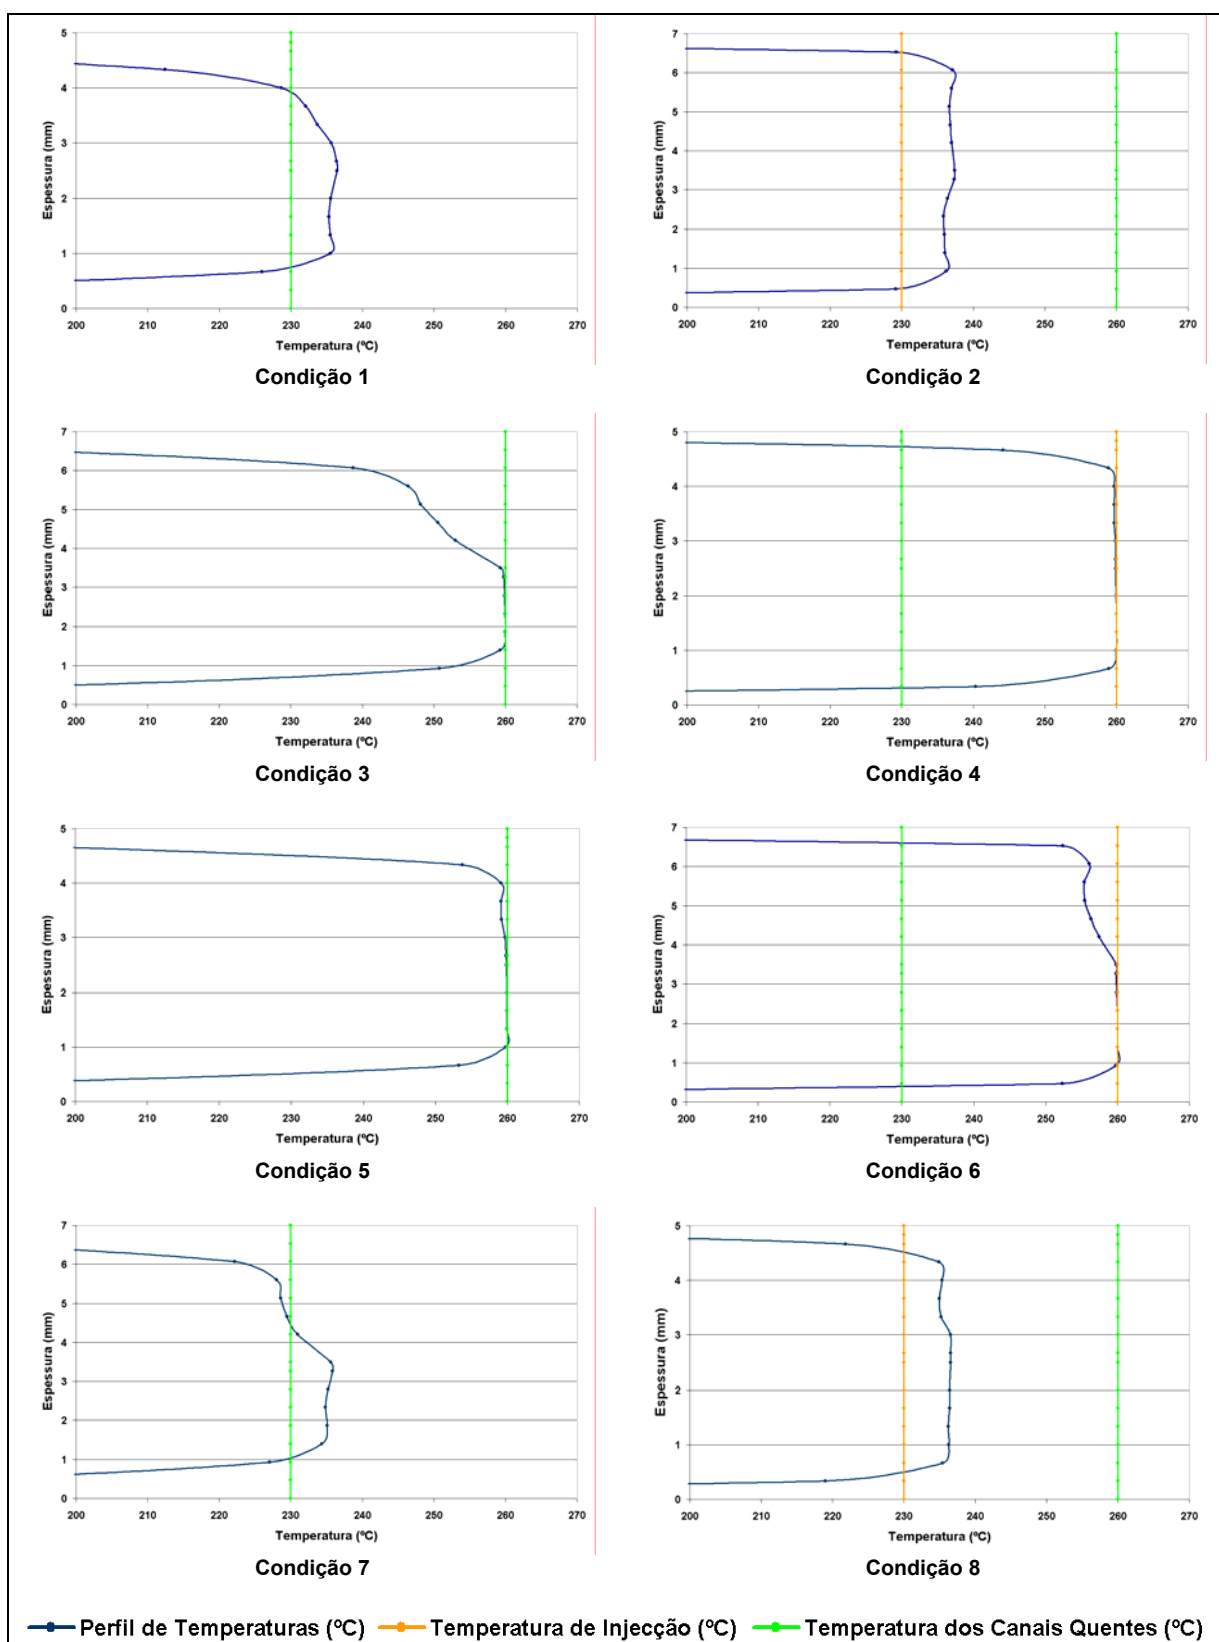 5
4
3
2
1
0
Espessura (mm)
200 210 220 230 240 250 260 270
Temperatura (ºC)
Condição 1
7
6
5
4
3
2
1
0
Espessura (mm)
200 210 220 230 240 250 260 270
Temperatura (ºC)
Condição 2
7
6
5
4
3
2
1
0
Espessura (mm)
200 210 220 230 240 250 260 270
Temperatura (ºC)
Condição 3
5
4
3
2
1
0
Espessura (mm)
200 210 220 230 240 250 260 270
Temperatura (ºC)
Condição 4
5
4
3
2
1
0
Espessura (mm)
200 210 220 230 240 250 260 270
Temperatura (ºC)
Condição 5
7
6
5
4
3
2
1
0
Espessura (mm)
200 210 220 230 240 250 260 270
Temperatura (ºC)
Condição 6
7
6
5
4
3
2
1
0
Espessura (mm)
200 210 220 230 240 250 260 270
Temperatura (ºC)
Condição 7
5
4
3
2
1
0
Espessura (mm)
200 210 220 230 240 250 260 270
Temperatura (ºC)
Condição 8
Perfil de Temperaturas (ºC) Temperatura de Injecção (ºC) Temperatura dos Canais Quentes (ºC)